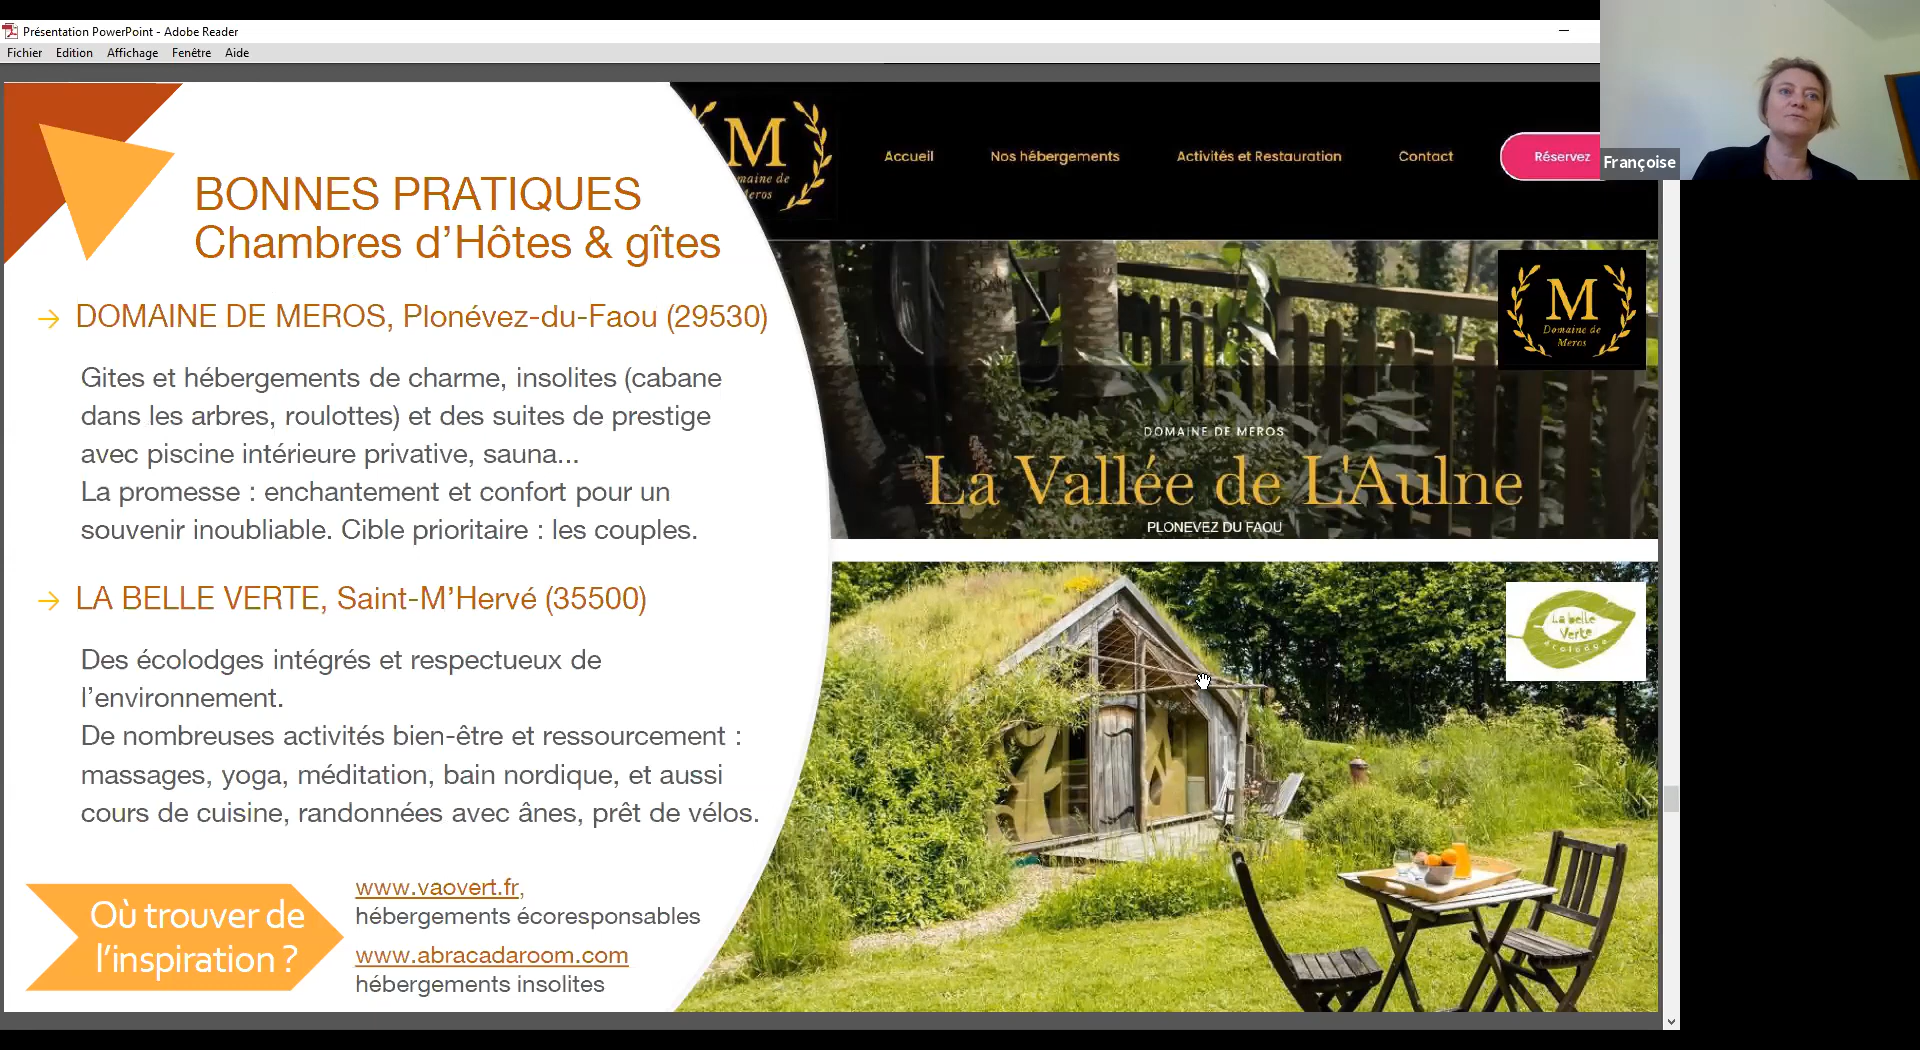 Présentation PowerPoint - Adobe Reader
Fichier Edition Affichage Fenêtre Aide
BONNES PRATIQUES
Chambres d’Hôtes & gîtes
→ DOMAINE DE MEROS, Plonévez-du-Faou (29530)
Gites et hébergements de charme, insolites (cabane
dans les arbres, roulottes) et des suites de prestige
avec piscine intérieure privative, sauna...
La promesse : enchantement et confort pour un
souvenir inoubliable. Cible prioritaire : les couples.
→ LA BELLE VERTE, Saint-M’Hervé (35500)
Des écolodges intégrés et respectueux de
l’environnement.
De nombreuses activités bien-être et ressourcement :
massages, yoga, méditation, bain nordique, et aussi
cours de cuisine, randonnées avec ânes, prêt de vélos.
Où trouver de
l’inspiration ?
www.vaovert.fr,
hébergements écoresponsables
www.abracadaroom.com
hébergements insolites
M
maine de
Meros
Accueil Nos hébergements Activités et Restauration Contact Réservez
M
Domaine de
Meros
DOMAINE DE MEROS
La Vallée de L'Aulne
PLONEVEZ DU FAOU
La belle
Verte
écolodge
Françoise